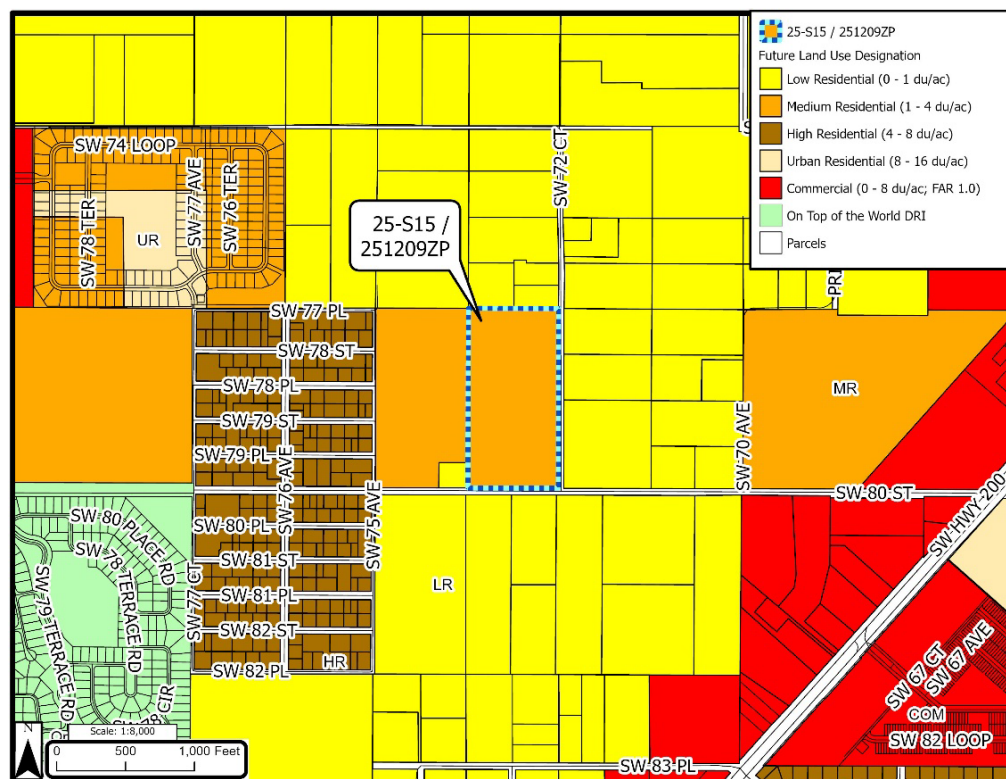 25-S15 / 251209ZP
Future Land Use Designation
Low Residential (0 - 1 du/ac)
Medium Residential (1 - 4 du/ac)
High Residential (4 - 8 du/ac)
Urban Residential (8 - 16 du/ac)
Commercial (0 - 8 du/ac; FAR 1.0)
On Top of the World DRI
Parcels
SW 74 LOOP
SW 78 TER
SW 77 AVE
SW 76 TER
UR
SW 72 CT
25-S15 /
251209ZP
PRI
SW 77 PL
SW 78 ST
SW 78 PL
SW 79 ST
SW 79 PL
SW 76 AVE
SW 75 AVE
MR
SW 70 AVE
SW 80 ST
SW HWY 200
SW 80 PLACE RD
SW 78 TERRACE RD
SW 79 TERRACE RD
SW 77 CT
SW 80 PL
SW 81 ST
SW 81 PL
SW 82 ST
SW 82 PL
HR
LR
CIR
SW 67 CT
SW 67 AVE
COM
SW 82 LOOP
SW 83 PL
N
Scale: 1:8,000
0 500 1,000 Feet